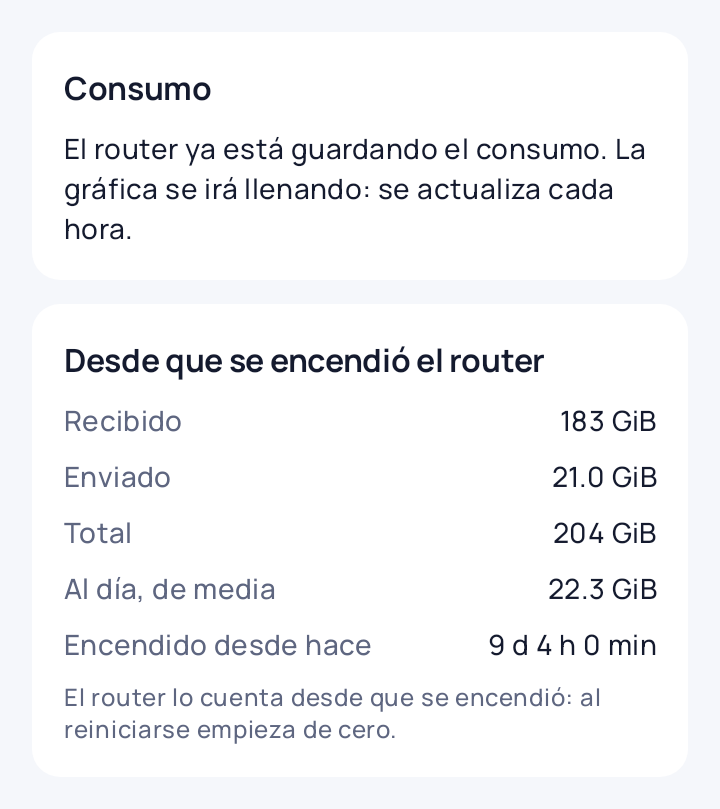 Consumo
El router ya está guardando el consumo. La
gráfica se irá llenando: se actualiza cada
hora.
Desde que se encendió el router
Recibido 183 GiB
Enviado 21.0 GiB
Total 204 GiB
Al día, de media 22.3 GiB
Encendido desde hace 9 d 4 h 0 min
El router lo cuenta desde que se encendió: al
reiniciarse empieza de cero.